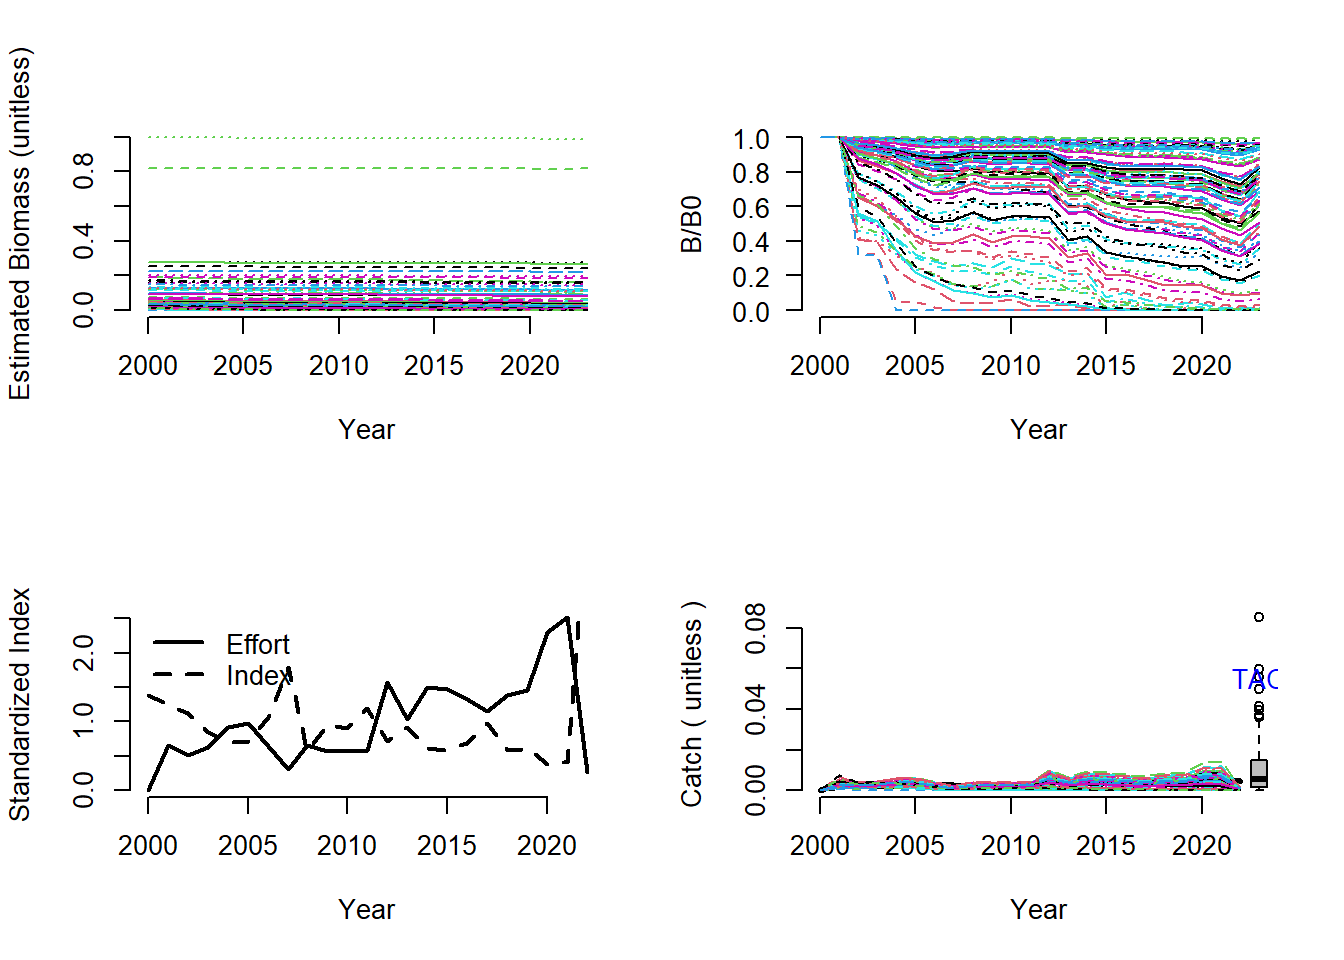 Estimated Biomass (unitless)
0.0 0.4 0.8
2000 2005 2010 2015 2020
Year
B/B0
1.0
0.8
0.6
0.4
0.2
0.0
2000 2005 2010 2015 2020
Year
Standardized Index
0.0 1.0 2.0
Effort
Index
2000 2005 2010 2015 2020
Year
Catch ( unitless )
0.00 0.04 0.08
TAC
2000 2005 2010 2015 2020
Year